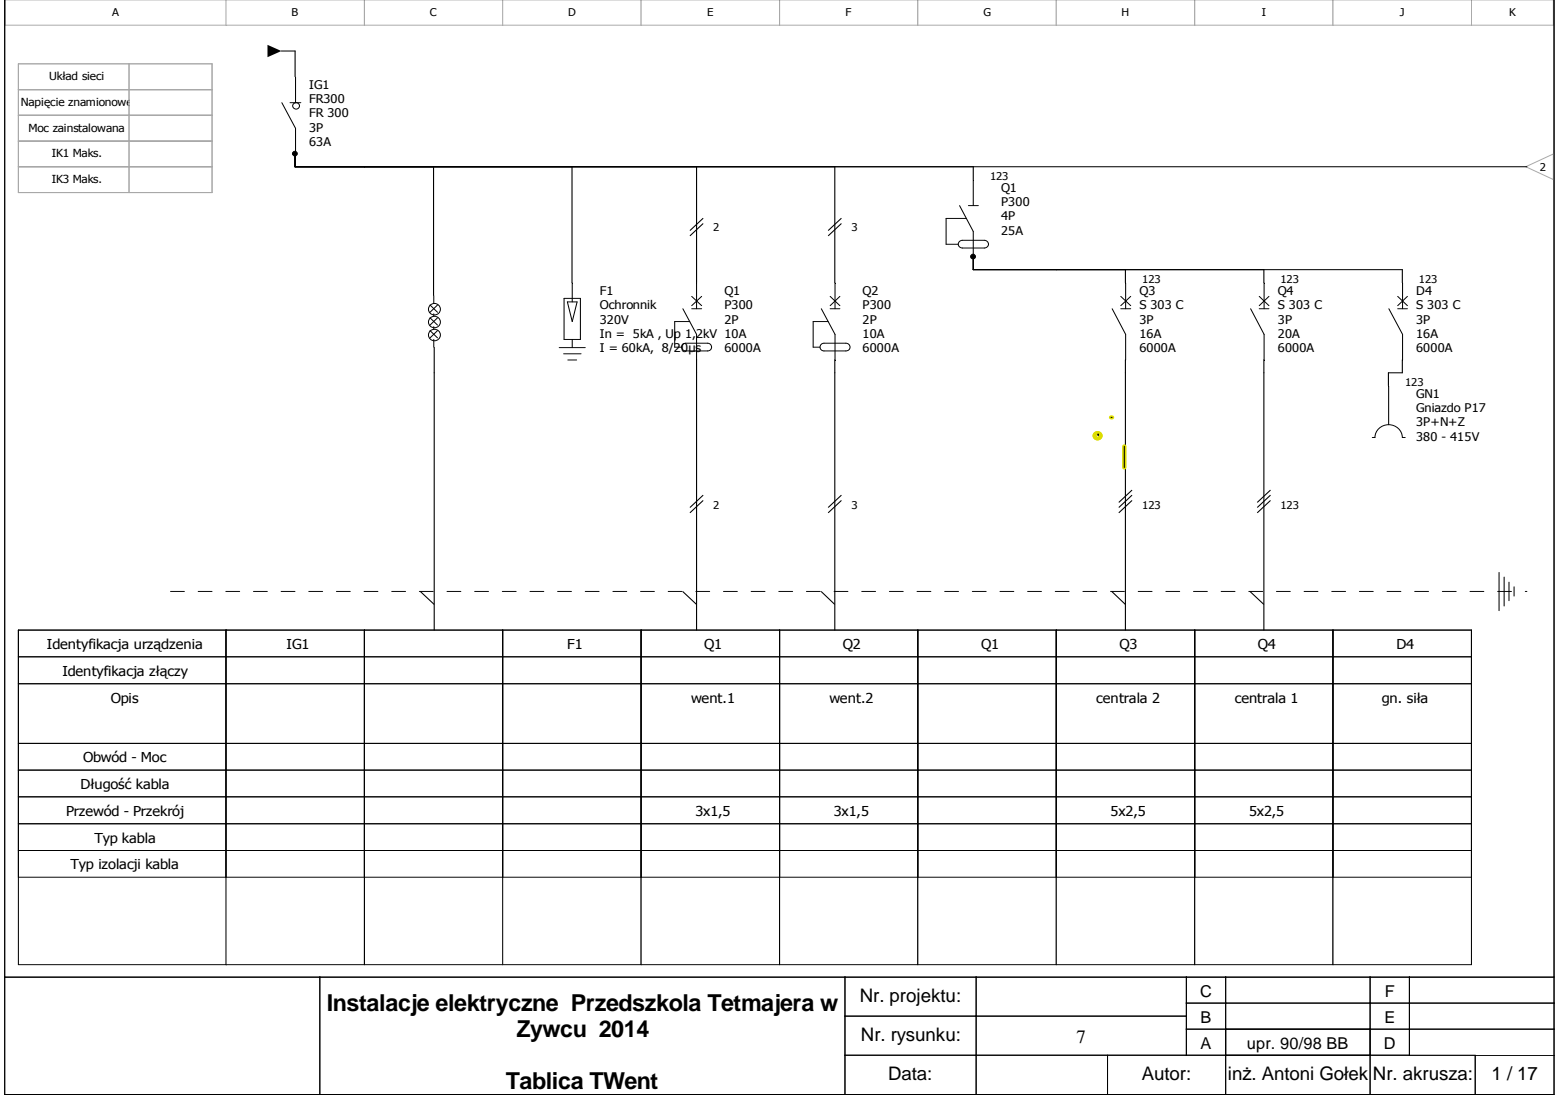 A B C D E F G H I J K
Układ sieci
Napięcie znamionowe
Moc zainstalowana
IK1 Maks.
IK3 Maks.
IG1
FR300
FR 300
3P
63A
2
123
Q1
P300
4P
25A
2
3
F1
Ochronnik
320V
In = 5kA , Up 1,2kV
I = 60kA, 8/20µs
Q1
P300
2P
10A
6000A
Q2
P300
2P
10A
6000A
123
Q3
S 303 C
3P
16A
6000A
123
Q4
S 303 C
3P
20A
6000A
123
D4
S 303 C
3P
16A
6000A
123
GN1
Gniazdo P17
3P+N+Z
380 - 415V
2
3
123
123
Identyfikacja urządzenia IG1 F1 Q1 Q2 Q1 Q3 Q4 D4
Identyfikacja złączy
Opis went.1 went.2 centrala 2 centrala 1 gn. siła
Obwód - Moc
Długość kabla
Przewód - Przekrój 3x1,5 3x1,5 5x2,5 5x2,5
Typ kabla
Typ izolacji kabla
Instalacje elektryczne Przedszkola Tetmajera w
Zywcu 2014
Tablica TWent
Nr. projektu:
Nr. rysunku: 7
Data:
C F
B E
A upr. 90/98 BB D
Autor: inż. Antoni Gołek Nr. akrusza: 1 / 17